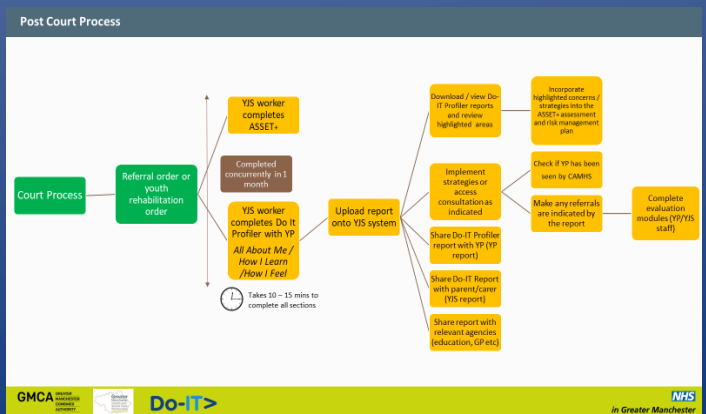 Post Court Process
Court Process
Referral order or
youth
rehabilitation
order
YJS worker
completes
ASSET+
Completed
concurrently in 1
month
YJS worker
completes Do It
Profiler with YP
All About Me /
How I Learn
/How I Feel
Takes 10 – 15 mins to
complete all sections
Upload report
onto YJS system
Download / view Do-
IT Profiler reports
and review
highlighted areas
Incorporate
highlighted concerns /
strategies into the
ASSET+ assessment
and risk management
plan
Implement
strategies or
access
consultation as
indicated
Check if YP has been
seen by CAMHS
Make any referrals
are indicated by
the report
Complete
evaluation
modules (YP/YJS
staff)
Share Do-IT Profiler
report with YP (YP
report)
Share Do-IT Report
with parent/carer
(YJS report)
Share report with
relevant agencies
(education, GP etc)
GMCA
GREATER
MANCHESTER
COMBINED
AUTHORITY
Do-IT>
NHS
in Greater Manchester